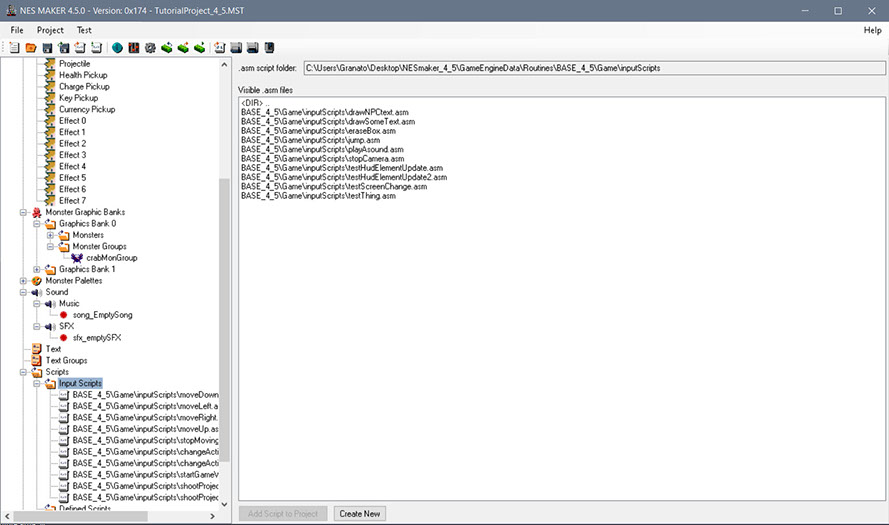 NES MAKER 4.5.0 - Version: 0x174 - TutorialProject_4_5.MST
File Project Test Help
Projectile
Health Pickup
Charge Pickup
Key Pickup
Currency Pickup
Effect 0
Effect 1
Effect 2
Effect 3
Effect 4
Effect 5
Effect 6
Effect 7
Monster Graphic Banks
Graphics Bank 0
Monsters
Monster Groups
crabMonGroup
Graphics Bank 1
Monster Palettes
Sound
Music
song_EmptySong
SFX
sfx_emptySFX
Text
Text Groups
Scripts
Input Scripts
BASE_4_5\Game\inputScripts\moveDown
BASE_4_5\Game\inputScripts\moveLeft.a
BASE_4_5\Game\inputScripts\moveRight.
BASE_4_5\Game\inputScripts\moveUp.as
BASE_4_5\Game\inputScripts\stopMoving
BASE_4_5\Game\inputScripts\changeActi
BASE_4_5\Game\inputScripts\changeActi
BASE_4_5\Game\inputScripts\startGameV
BASE_4_5\Game\inputScripts\shootProjec
BASE_4_5\Game\inputScripts\shootProjec
Defined Scripts
.asm script folder: C:\Users\Granato\Desktop\NESmaker_4_5\GameEngineData\Routines\BASE_4_5\Game\inputScripts
Visible .asm files
<DIR> ..
BASE_4_5\Game\inputScripts\drawNPCtext.asm
BASE_4_5\Game\inputScripts\drawSomeText.asm
BASE_4_5\Game\inputScripts\eraseBox.asm
BASE_4_5\Game\inputScripts\jump.asm
BASE_4_5\Game\inputScripts\playAsound.asm
BASE_4_5\Game\inputScripts\stopCamera.asm
BASE_4_5\Game\inputScripts\testHudElementUpdate.asm
BASE_4_5\Game\inputScripts\testHudElementUpdate2.asm
BASE_4_5\Game\inputScripts\testScreenChange.asm
BASE_4_5\Game\inputScripts\testThing.asm
Add Script to Project Create New